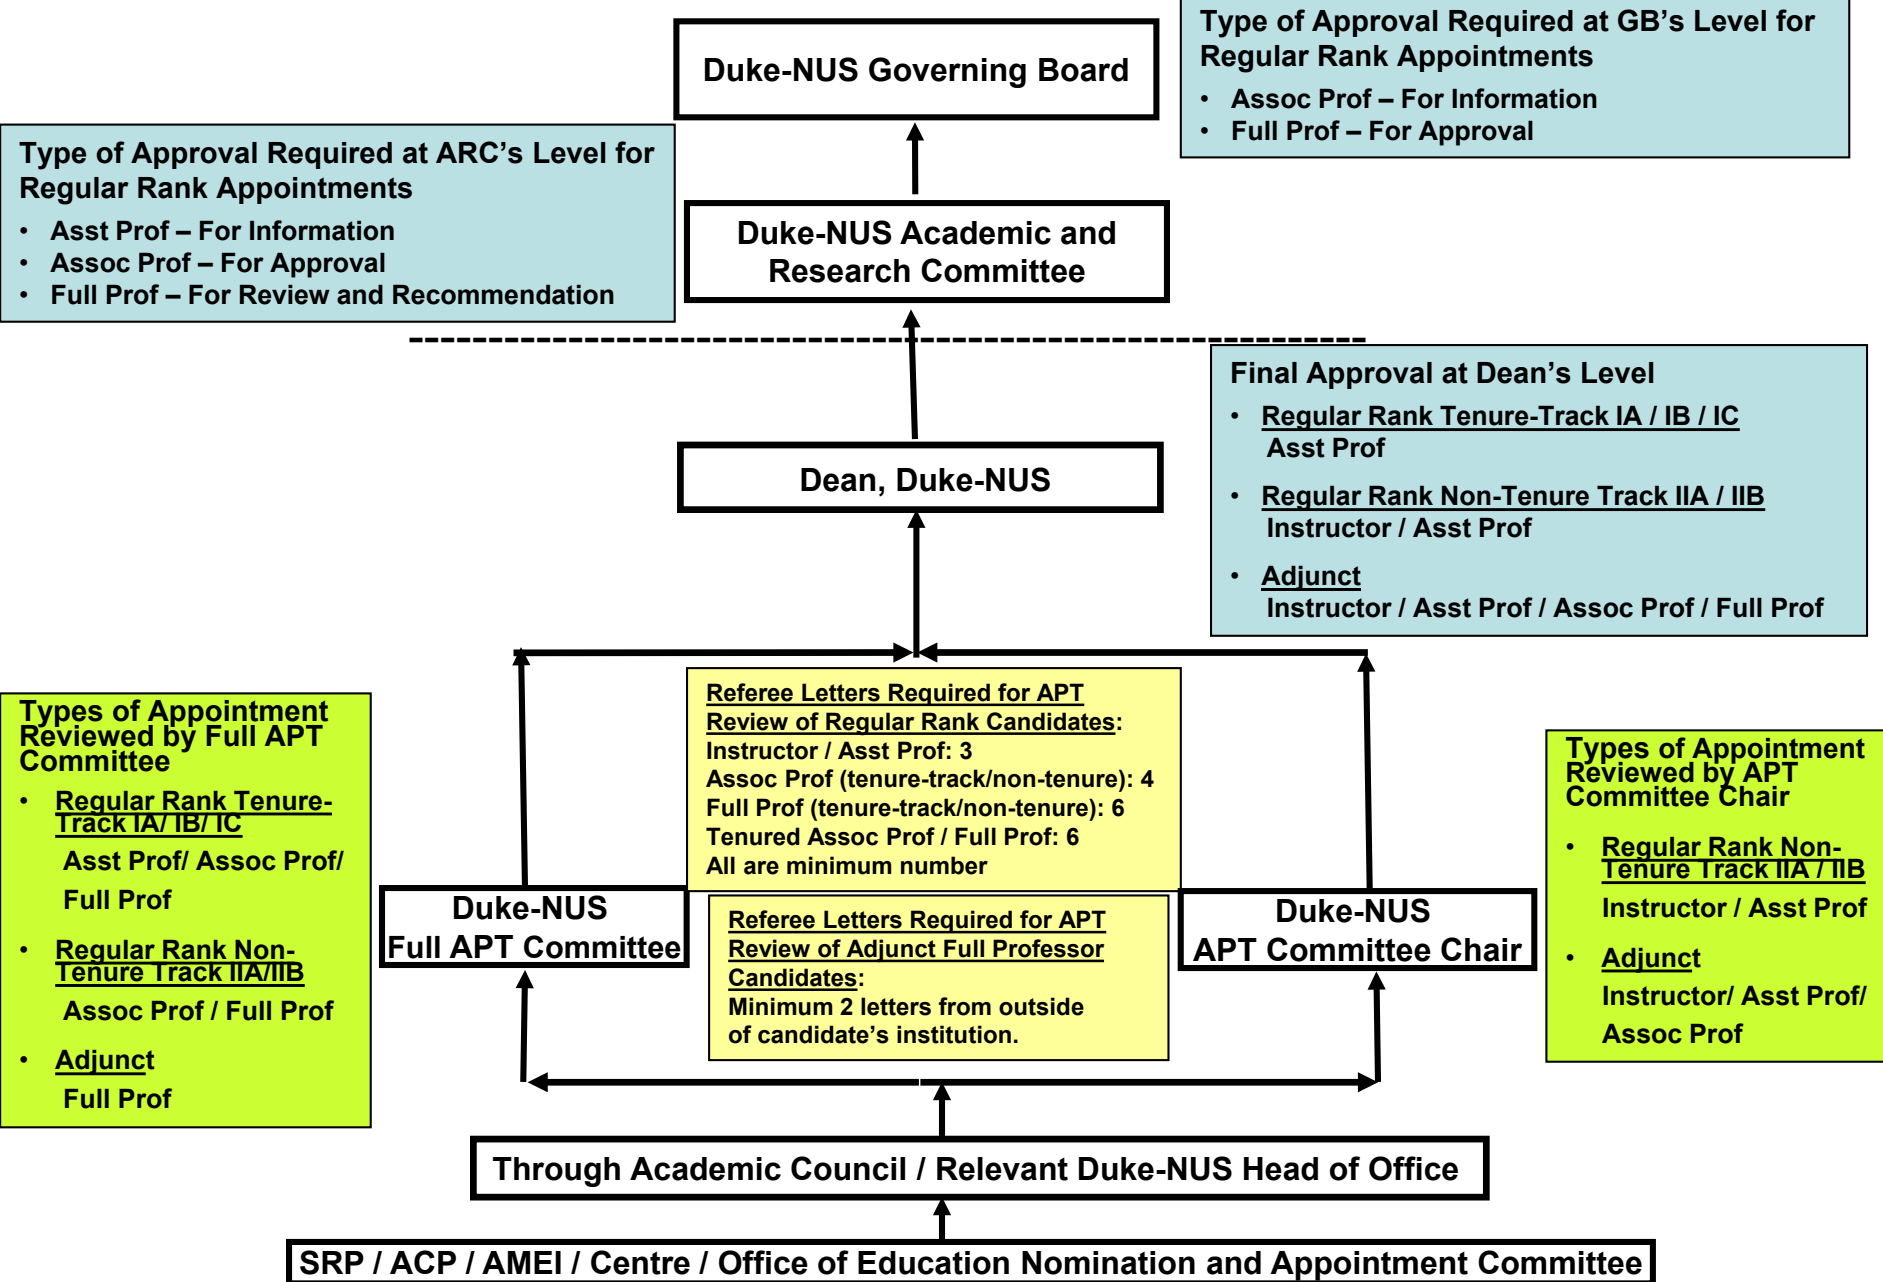 Duke-NUS Governing Board
Type of Approval Required at GB's Level for
Regular Rank Appointments
• Assoc Prof – For Information
• Full Prof – For Approval
Type of Approval Required at ARC's Level for
Regular Rank Appointments
• Asst Prof – For Information
• Assoc Prof – For Approval
• Full Prof – For Review and Recommendation
Duke-NUS Academic and
Research Committee
Final Approval at Dean's Level
• Regular Rank Tenure-Track IA / IB / IC
Asst Prof
• Regular Rank Non-Tenure Track IIA / IIB
Instructor / Asst Prof
• Adjunct
Instructor / Asst Prof / Assoc Prof / Full Prof
Dean, Duke-NUS
Types of Appointment
Reviewed by Full APT
Committee
• Regular Rank Tenure-
Track IA/ IB/ IC
Asst Prof/ Assoc Prof/
Full Prof
• Regular Rank Non-
Tenure Track IIA/IIB
Assoc Prof / Full Prof
• Adjunct
Full Prof
Referee Letters Required for APT
Review of Regular Rank Candidates:
Instructor / Asst Prof: 3
Assoc Prof (tenure-track/non-tenure): 4
Full Prof (tenure-track/non-tenure): 6
Tenured Assoc Prof / Full Prof: 6
All are minimum number
Types of Appointment
Reviewed by APT
Committee Chair
• Regular Rank Non-
Tenure Track IIA / IIB
Instructor / Asst Prof
• Adjunct
Instructor/ Asst Prof/
Assoc Prof
Duke-NUS
Full APT Committee
Referee Letters Required for APT
Review of Adjunct Full Professor
Candidates:
Minimum 2 letters from outside
of candidate's institution.
Duke-NUS
APT Committee Chair
Through Academic Council / Relevant Duke-NUS Head of Office
SRP / ACP / AMEI / Centre / Office of Education Nomination and Appointment Committee